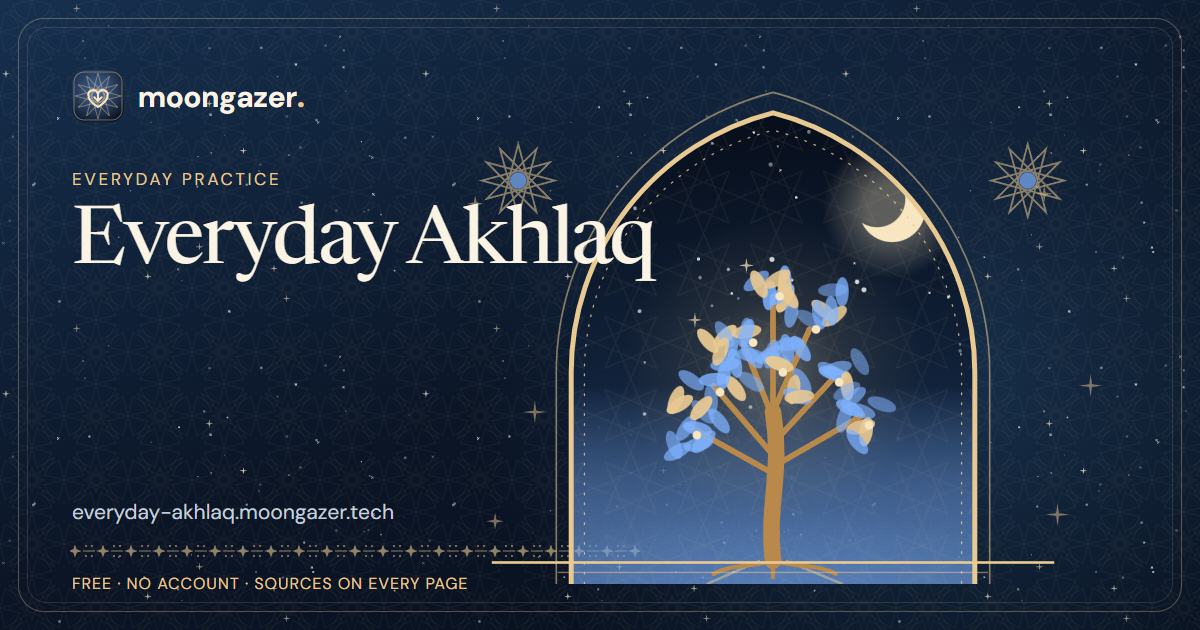 moongazer.
EVERYDAY PRACTICE
Everyday Akhlaq
everyday-akhlaq.moongazer.tech
FREE · NO ACCOUNT · SOURCES ON EVERY PAGE